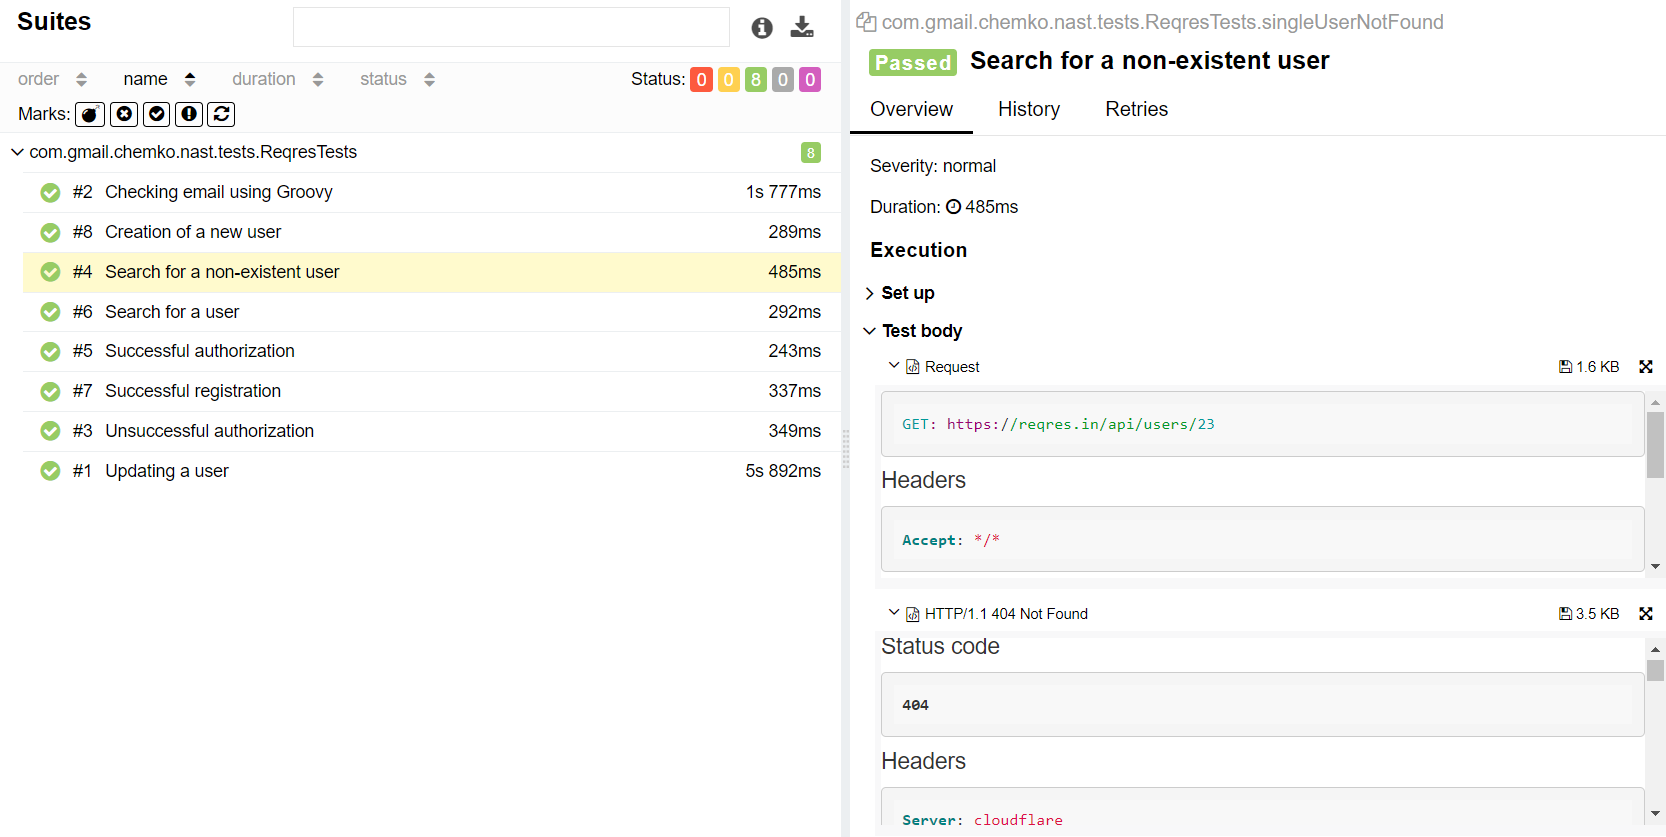 Suites
order name duration status Status: 0 0 8 0 0
Marks:
com.gmail.chemko.nast.tests.ReqresTests 8
#2 Checking email using Groovy 1s 777ms
#8 Creation of a new user 289ms
#4 Search for a non-existent user 485ms
#6 Search for a user 292ms
#5 Successful authorization 243ms
#7 Successful registration 337ms
#3 Unsuccessful authorization 349ms
#1 Updating a user 5s 892ms
com.gmail.chemko.nast.tests.ReqresTests.singleUserNotFound
Passed Search for a non-existent user
Overview History Retries
Severity: normal
Duration: 485ms
Execution
Set up
Test body
Request 1.6 KB
GET: https://reqres.in/api/users/23
Headers
Accept: */*
HTTP/1.1 404 Not Found 3.5 KB
Status code
404
Headers
Server: cloudflare